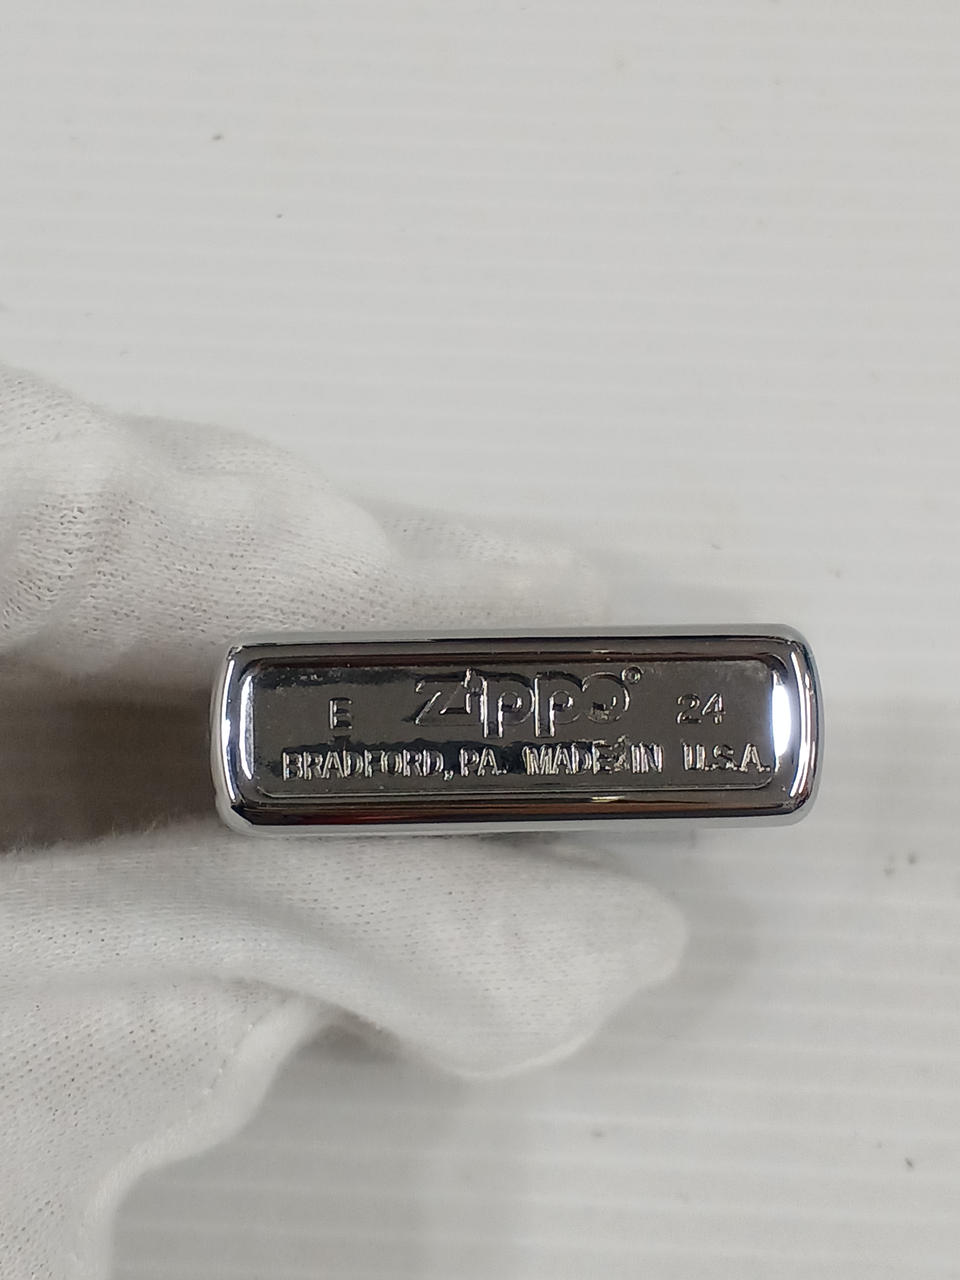 E Zippo® 24
BRADFORD, PA. MADE IN U.S.A.